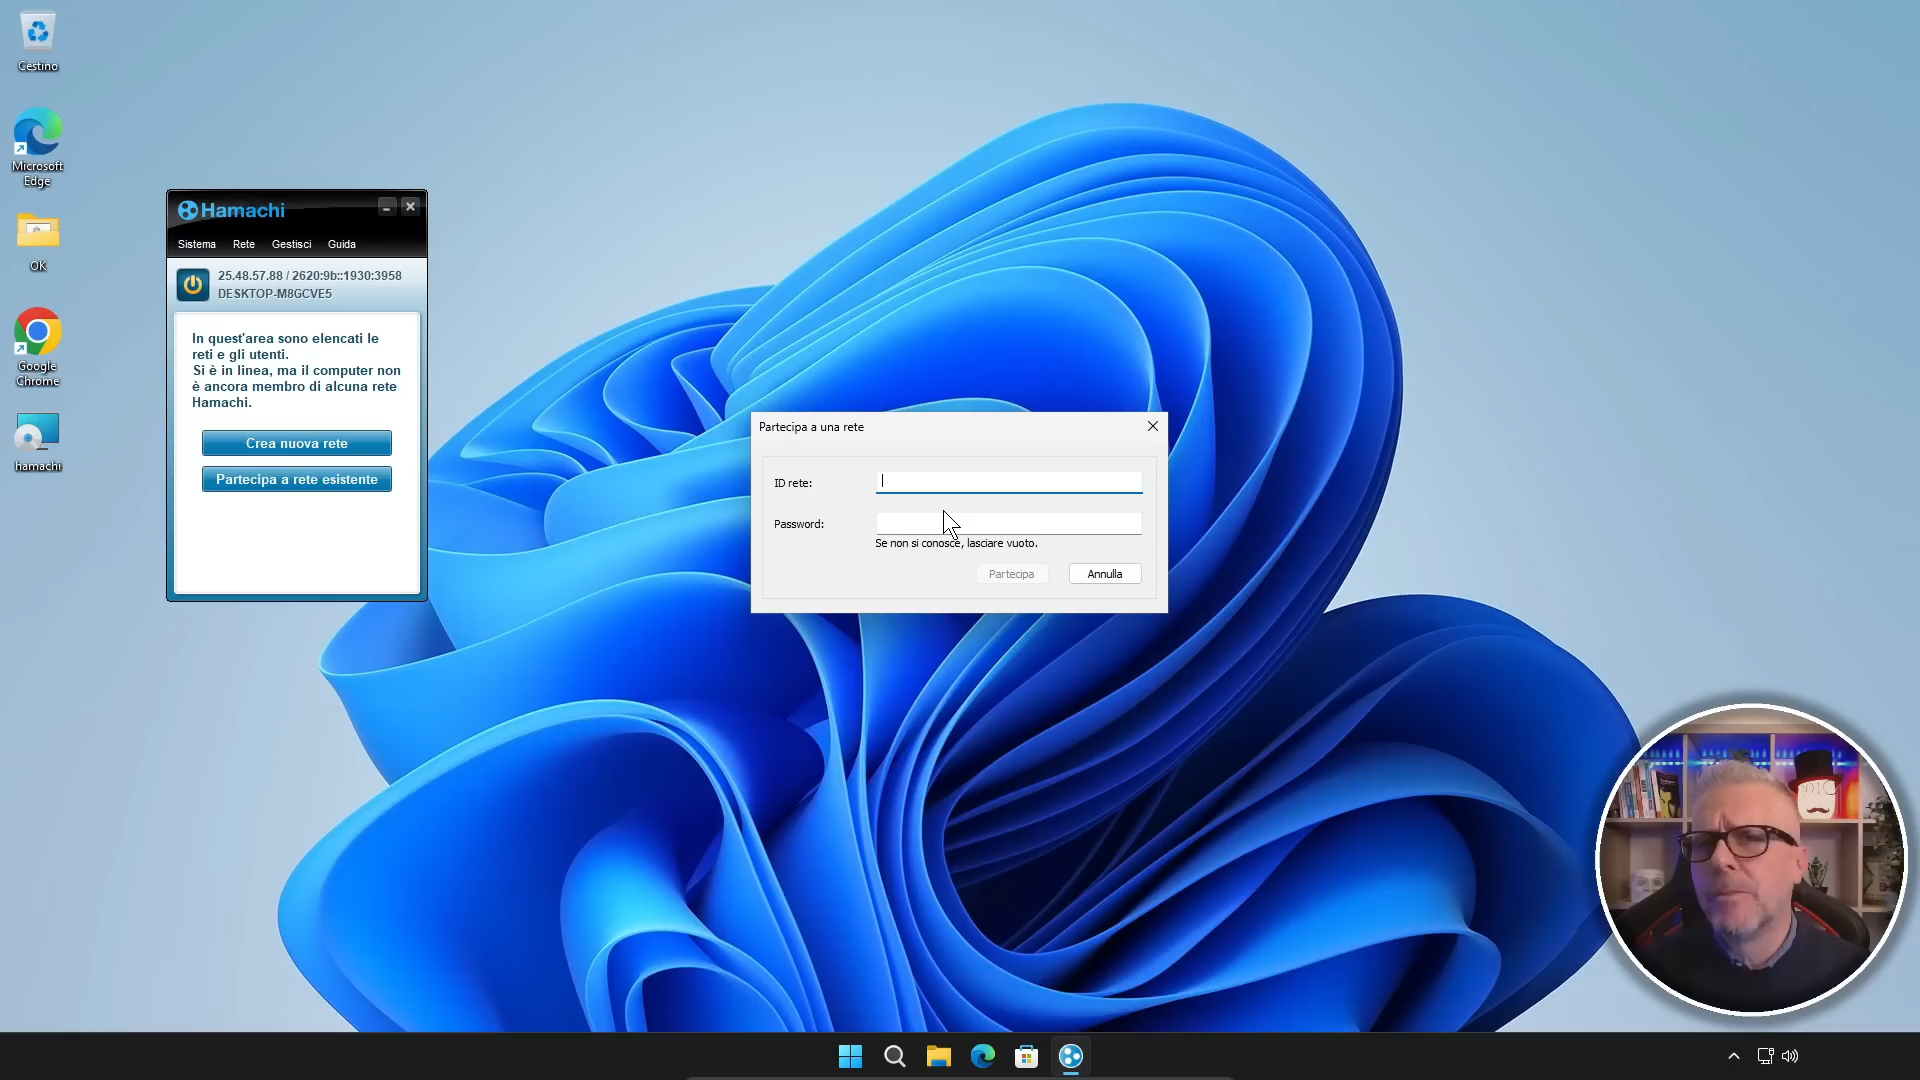 Cestino
Microsoft
Edge
OK
Google
Chrome
hamachi
Hamachi
Sistema Rete Gestisci Guida
25.48.57.88 / 2620:9b::1930:3958
DESKTOP-M8GCVE5
In quest'area sono elencati le
reti e gli utenti.
Si è in linea, ma il computer non
è ancora membro di alcuna rete
Hamachi.
Crea nuova rete
Partecipa a rete esistente
Partecipa a una rete
ID rete:
Password:
Se non si conosce, lasciare vuoto.
Partecipa Annulla